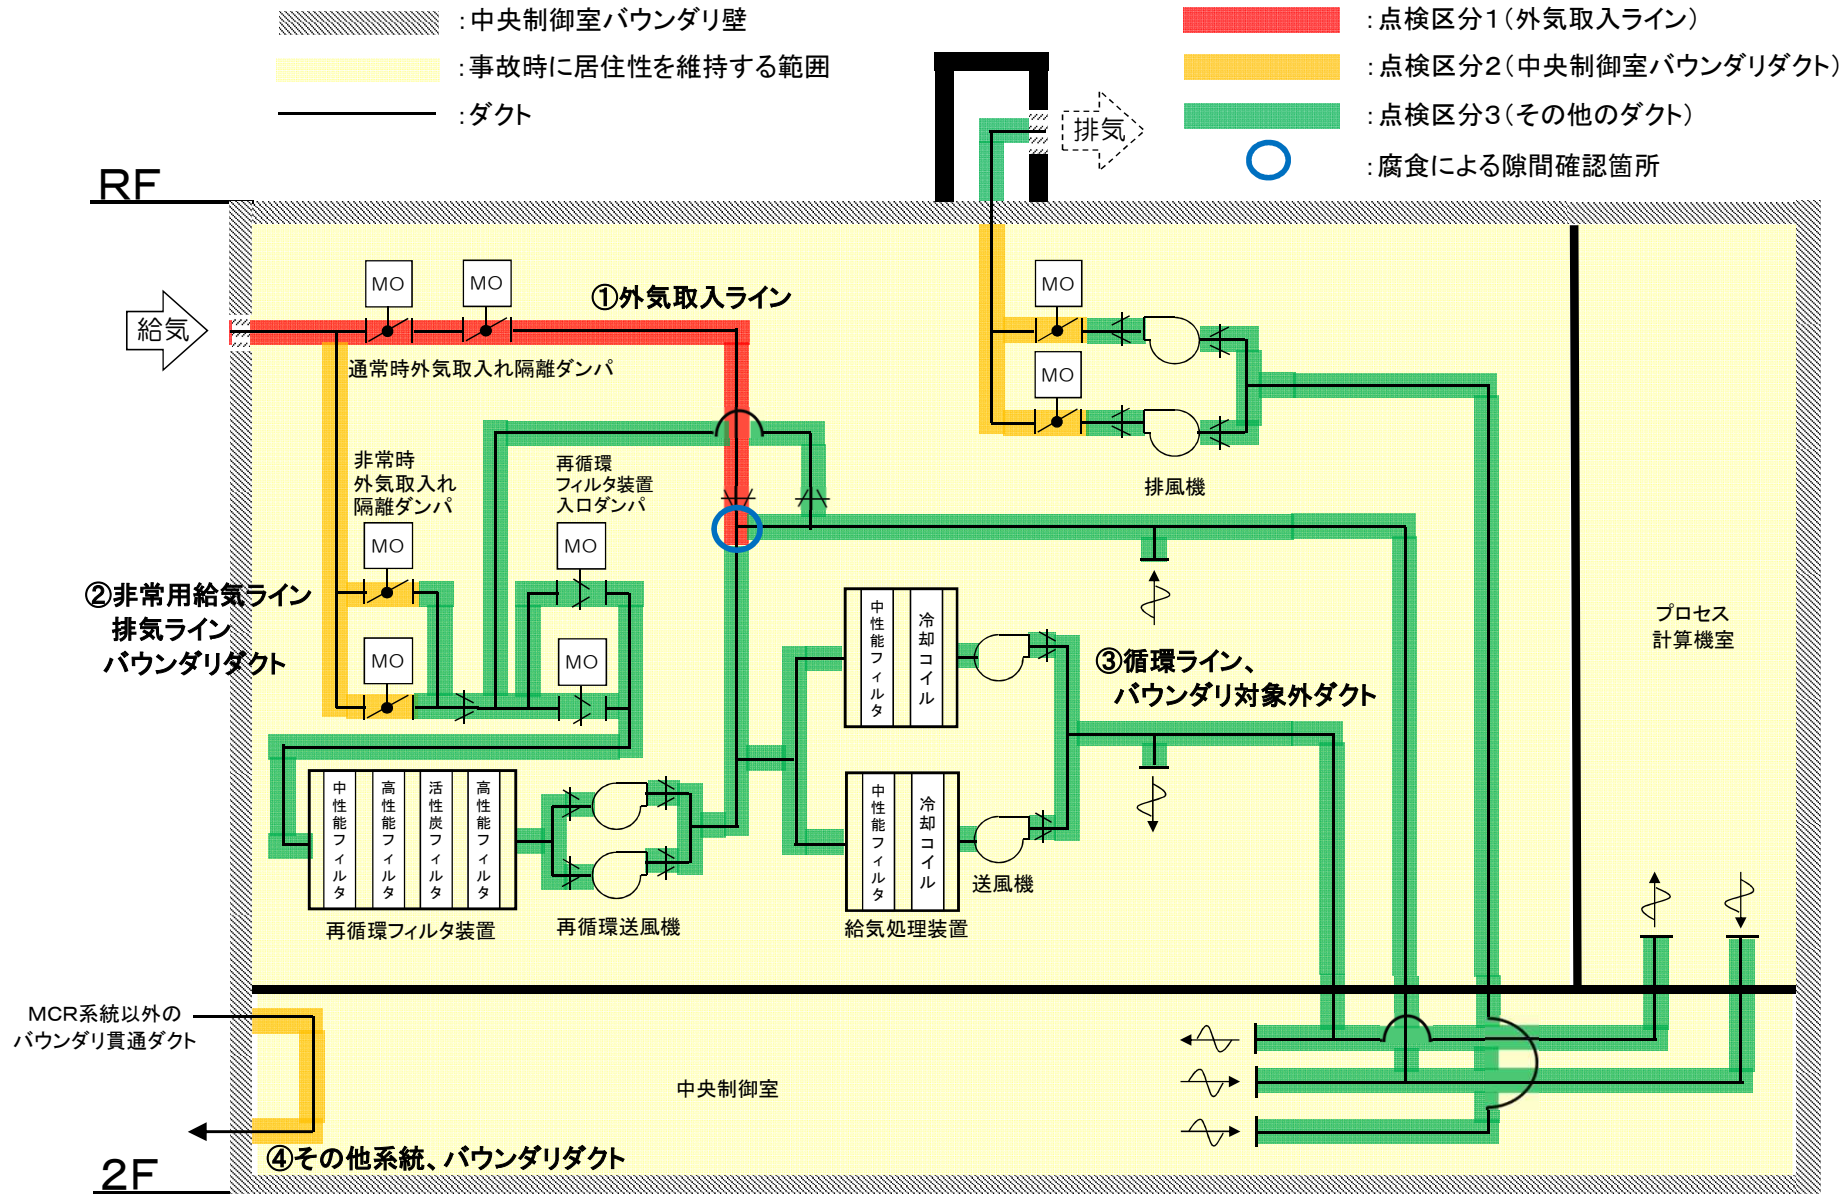 :中央制御室バウンダリ壁
:事故時に居住性を維持する範囲
:ダクト
:点検区分1(外気取入ライン)
:点検区分2(中央制御室バウンダリダクト)
:点検区分3(その他のダクト)
:腐食による隙間確認箇所
排気
RF
給気
MO
MO
①外気取入ライン
通常時外気取入れ隔離ダンパ
MO
MO
排風機
非常時
外気取入れ
隔離ダンパ
再循環
フィルタ装置
入口ダンパ
MO
MO
②非常用給気ライン
排気ライン
バウンダリダクト
MO
MO
中性能フィルタ
冷却コイル
③循環ライン、
バウンダリ対象外ダクト
プロセス
計算機室
中性能フィルタ
高性能フィルタ
活性炭フィルタ
高性能フィルタ
再循環フィルタ装置
再循環送風機
中性能フィルタ
冷却コイル
送風機
給気処理装置
MCR系統以外の
バウンダリ貫通ダクト
中央制御室
④その他系統、バウンダリダクト
2F